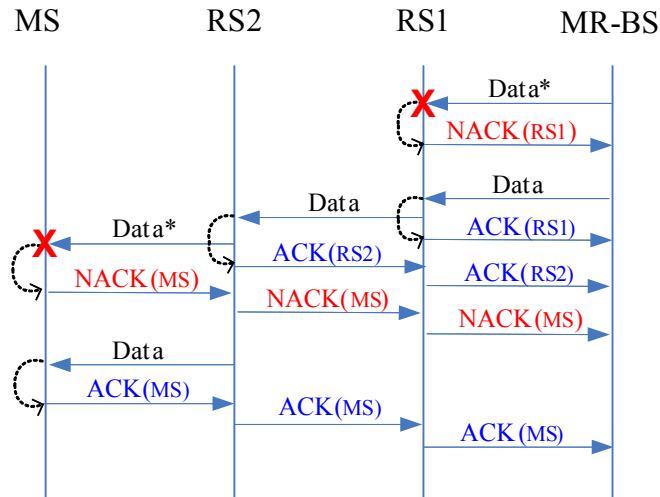 MS RS2 RS1 MR-BS
Data*
NACK(RS1)
Data
Data
Data*
ACK(RS1)
ACK(RS2)
ACK(RS2)
NACK(MS)
NACK(MS)
NACK(MS)
Data
ACK(MS)
ACK(MS)
ACK(MS)